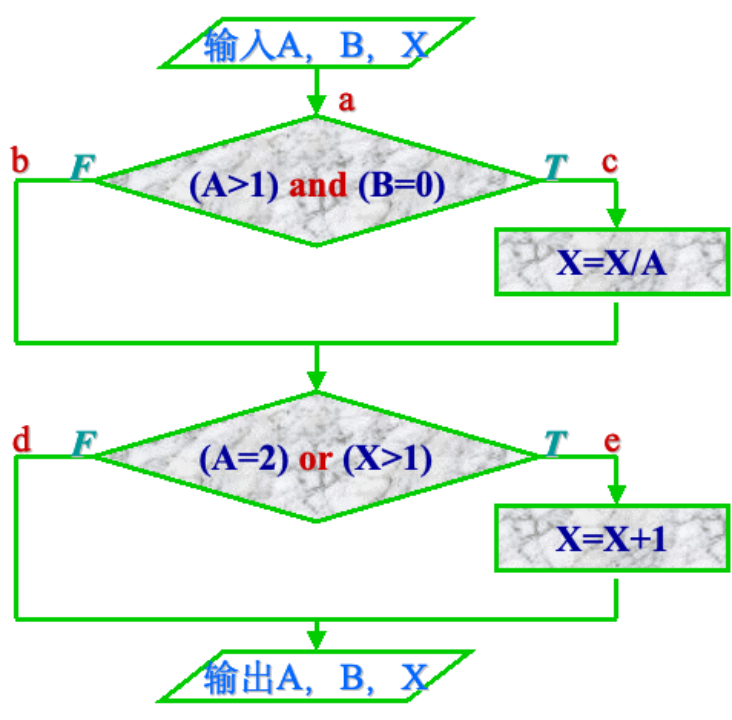 输入A，B，X
a
b F T c
(A>1) and (B=0)
X=X/A
d F T e
(A=2) or (X>1)
X=X+1
输出A，B，X